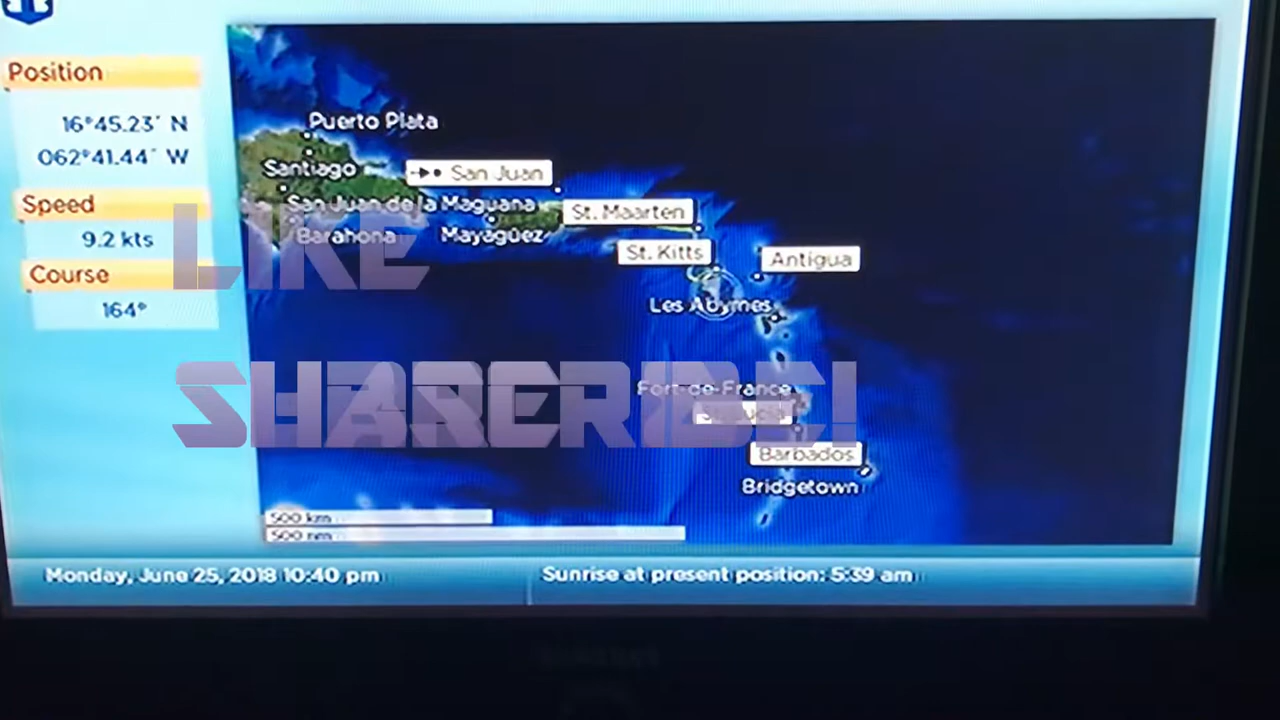 Position
16°45.23' N
062°41.44' W
Speed
9.2 kts
Course
164°
Puerto Plata
Santiago
San Juan
San Juan de la Maguana
St. Maarten
Barahona
Mayagüez
St. Kitts
Antigua
Les Abymes
LIKE
Fort-de-France
Barbados
Bridgetown
500 km
500 nm
Monday, June 25, 2018 10:40 pm
Sunrise at present position: 5:39 am